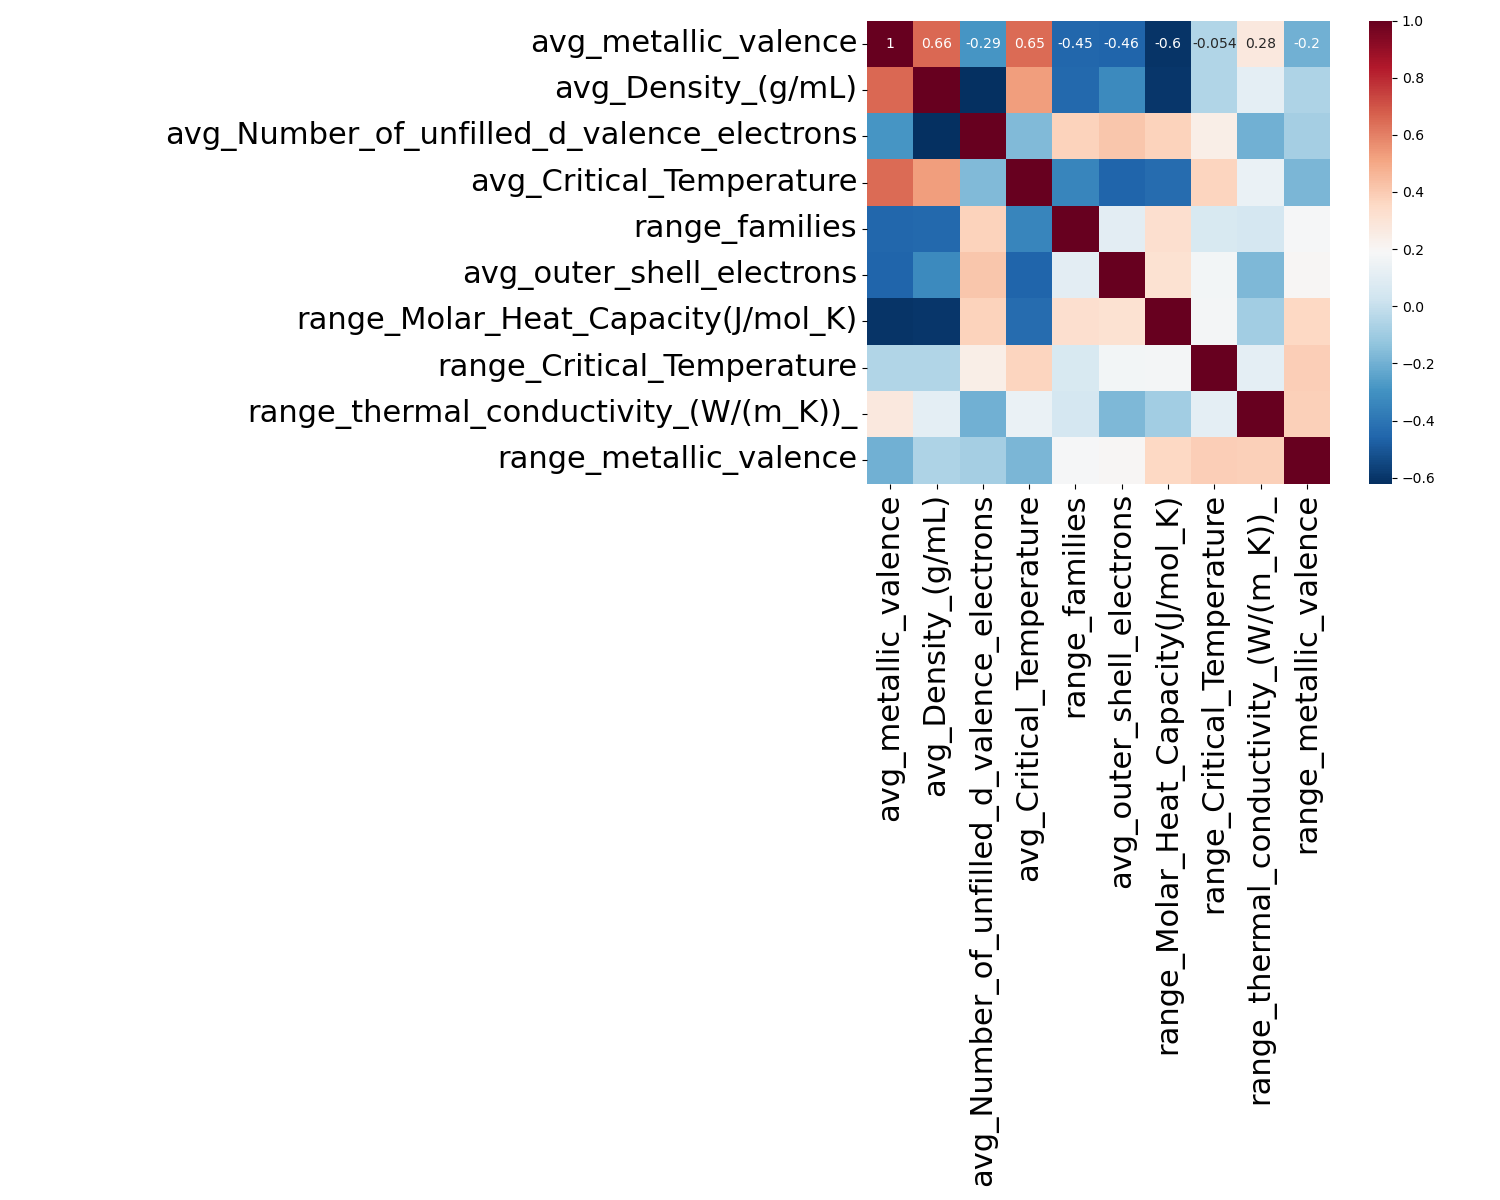 avg_metallic_valence
avg_Density_(g/mL)
avg_Number_of_unfilled_d_valence_electrons
avg_Critical_Temperature
range_families
avg_outer_shell_electrons
range_Molar_Heat_Capacity(J/mol_K)
range_Critical_Temperature
range_thermal_conductivity_(W/(m_K))_
range_metallic_valence
1 0.66 -0.29 0.65 -0.45 -0.46 -0.6 -0.054 0.28 -0.2
avg_metallic_valence
avg_Density_(g/mL)
avg_Number_of_unfilled_d_valence_electrons
avg_Critical_Temperature
range_families
avg_outer_shell_electrons
range_Molar_Heat_Capacity(J/mol_K)
range_Critical_Temperature
range_thermal_conductivity_(W/(m_K))_
range_metallic_valence
1.0
0.8
0.6
0.4
0.2
0.0
−0.2
−0.4
−0.6